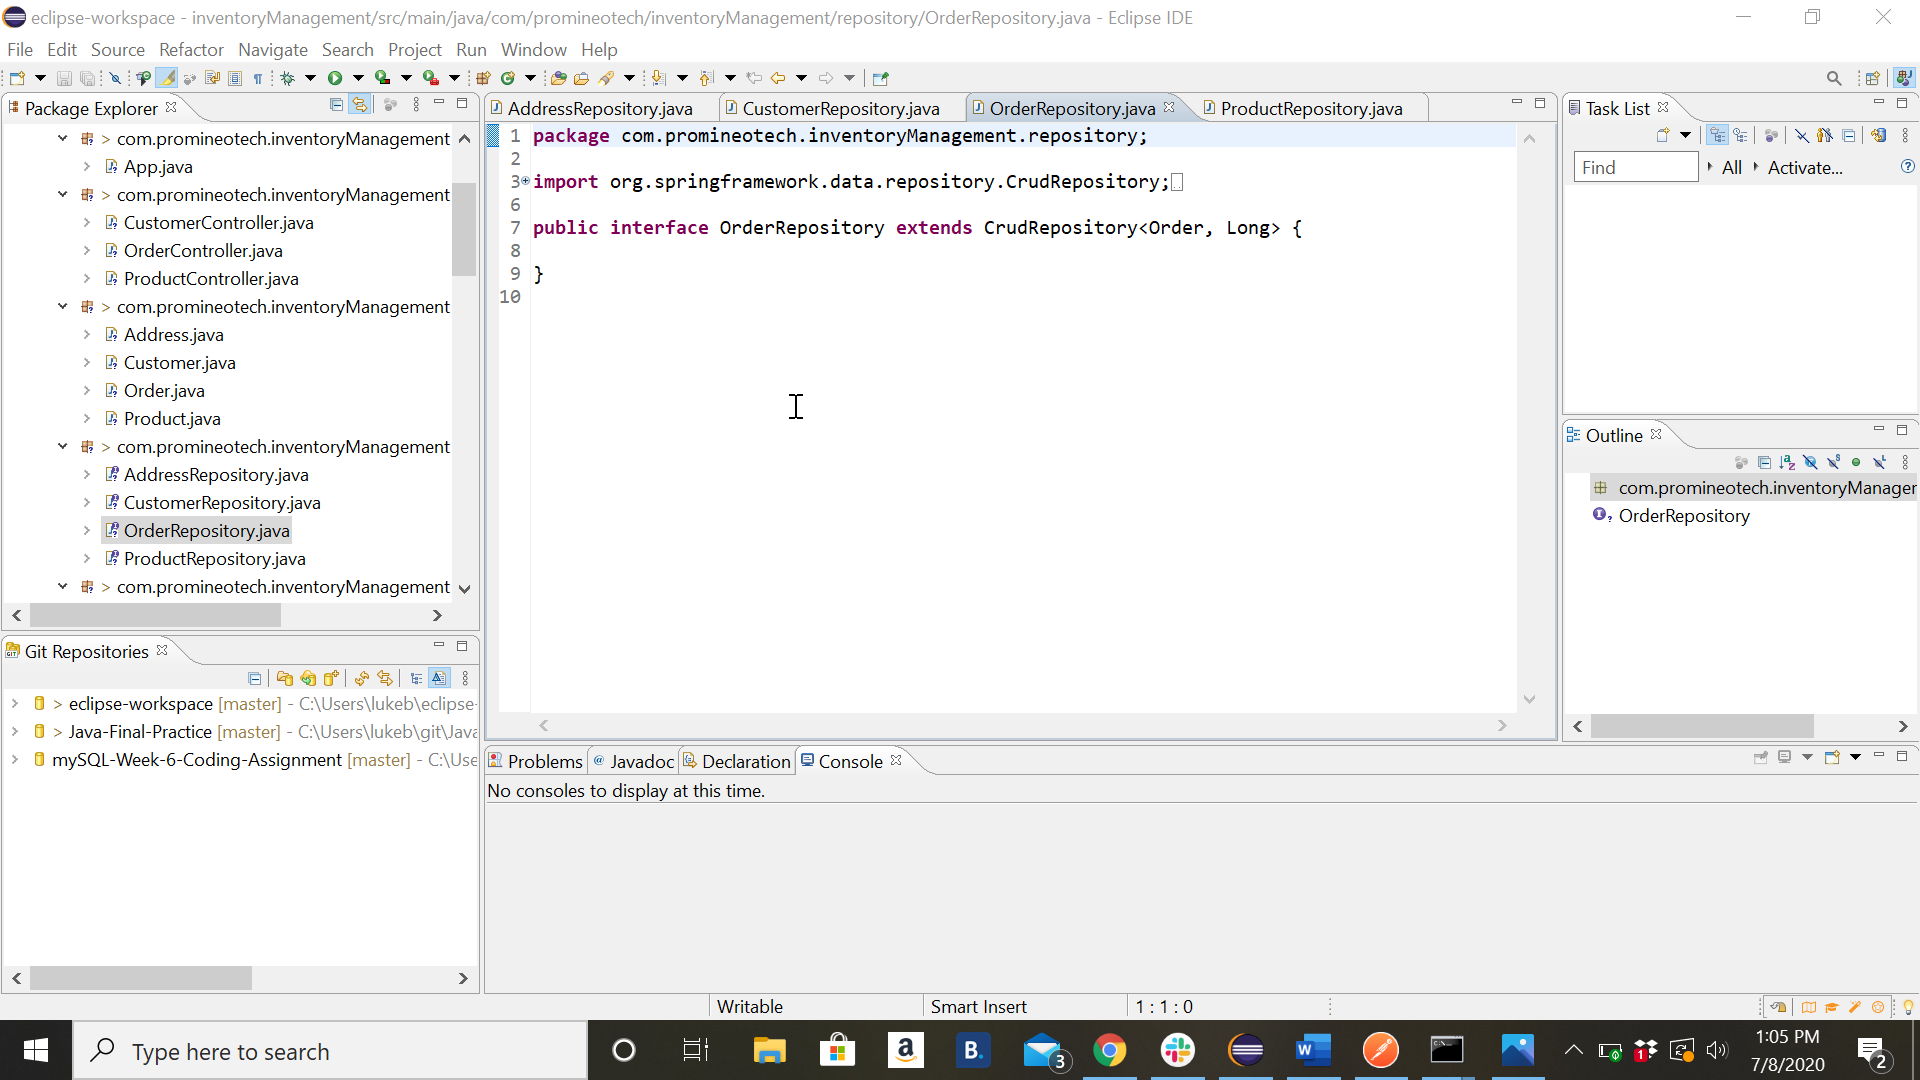 eclipse-workspace - inventoryManagement/src/main/java/com/promineotech/inventoryManagement/repository/OrderRepository.java - Eclipse IDE
File Edit Source Refactor Navigate Search Project Run Window Help
Package Explorer
> com.promineotech.inventoryManagement
App.java
> com.promineotech.inventoryManagement
CustomerController.java
OrderController.java
ProductController.java
> com.promineotech.inventoryManagement
Address.java
Customer.java
Order.java
Product.java
> com.promineotech.inventoryManagement
AddressRepository.java
CustomerRepository.java
OrderRepository.java
ProductRepository.java
> com.promineotech.inventoryManagement
Git Repositories
> eclipse-workspace [master] - C:\Users\lukeb\eclipse-
> Java-Final-Practice [master] - C:\Users\lukeb\git\Java
mySQL-Week-6-Coding-Assignment [master] - C:\Use
AddressRepository.java CustomerRepository.java OrderRepository.java ProductRepository.java
1 package com.promineotech.inventoryManagement.repository;
2
3 import org.springframework.data.repository.CrudRepository;
6
7 public interface OrderRepository extends CrudRepository<Order, Long> {
8
9 }
10
Problems @ Javadoc Declaration Console
No consoles to display at this time.
Task List
Find All Activate...
Outline
com.promineotech.inventoryManager
OrderRepository
Writable Smart Insert 1 : 1 : 0
Type here to search
a
B.
3
W
1
1:05 PM
7/8/2020
2